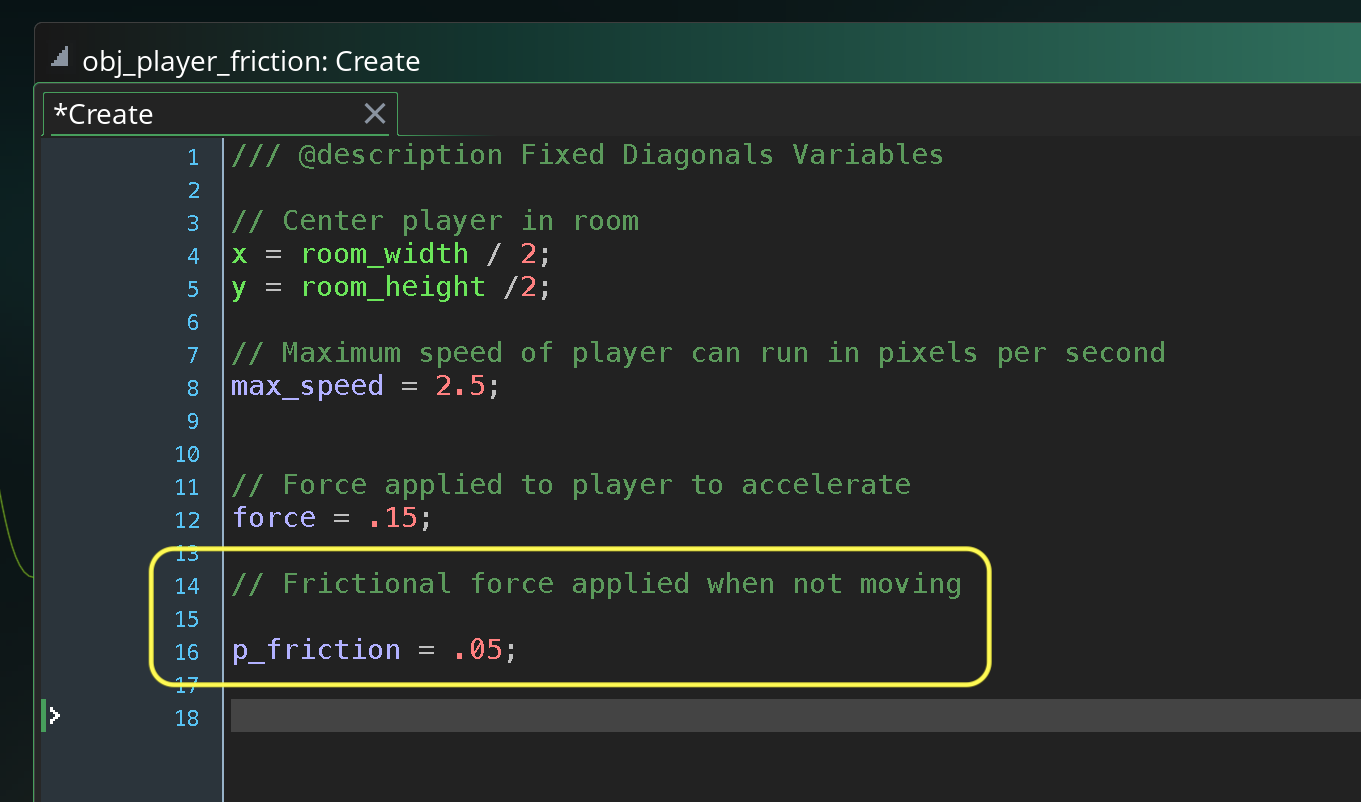 obj_player_friction: Create
*Create
1 /// @description Fixed Diagonals Variables
2
3 // Center player in room
4 x = room_width / 2;
5 y = room_height /2;
6
7 // Maximum speed of player can run in pixels per second
8 max_speed = 2.5;
9
10
11 // Force applied to player to accelerate
12 force = .15;
13
14 // Frictional force applied when not moving
15
16 p_friction = .05;
17
18